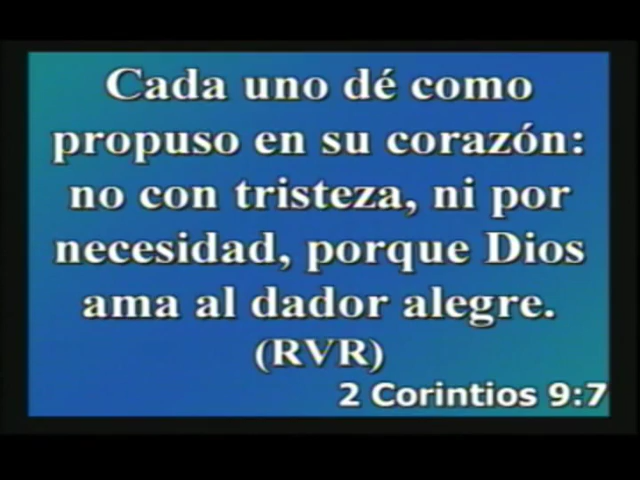 Cada uno dé como
propuso en su corazón:
no con tristeza, ni por
necesidad, porque Dios
ama al dador alegre.
(RVR)
2 Corintios 9:7